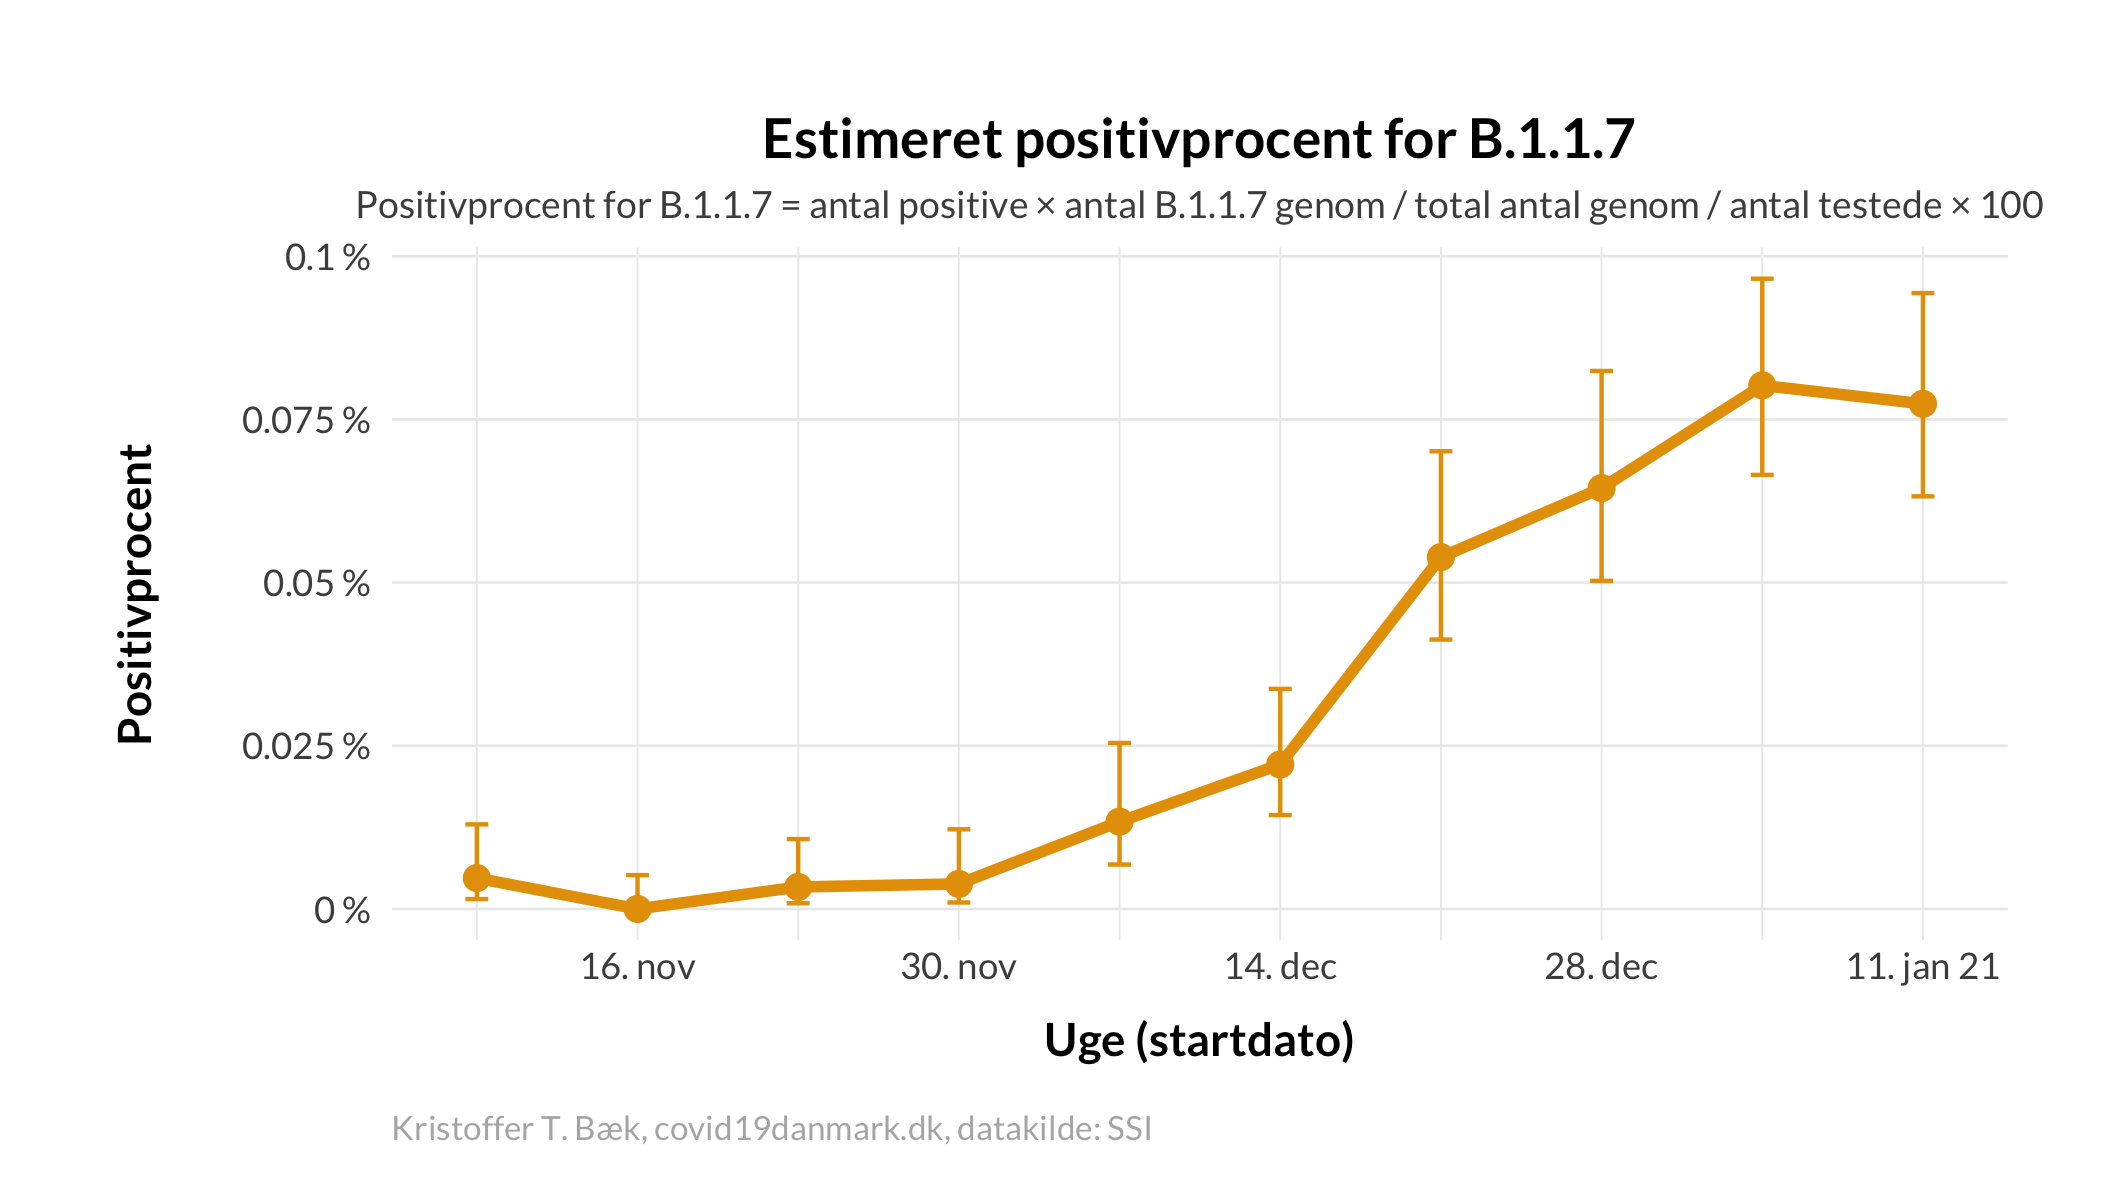 Estimeret positivprocent for B.1.1.7
Positivprocent for B.1.1.7 = antal positive × antal B.1.1.7 genom / total antal genom / antal testede × 100
0.1 %
0.075 %
0.05 %
0.025 %
0 %
Positivprocent
16. nov
30. nov
14. dec
28. dec
11. jan 21
Uge (startdato)
Kristoffer T. Bæk, covid19danmark.dk, datakilde: SSI